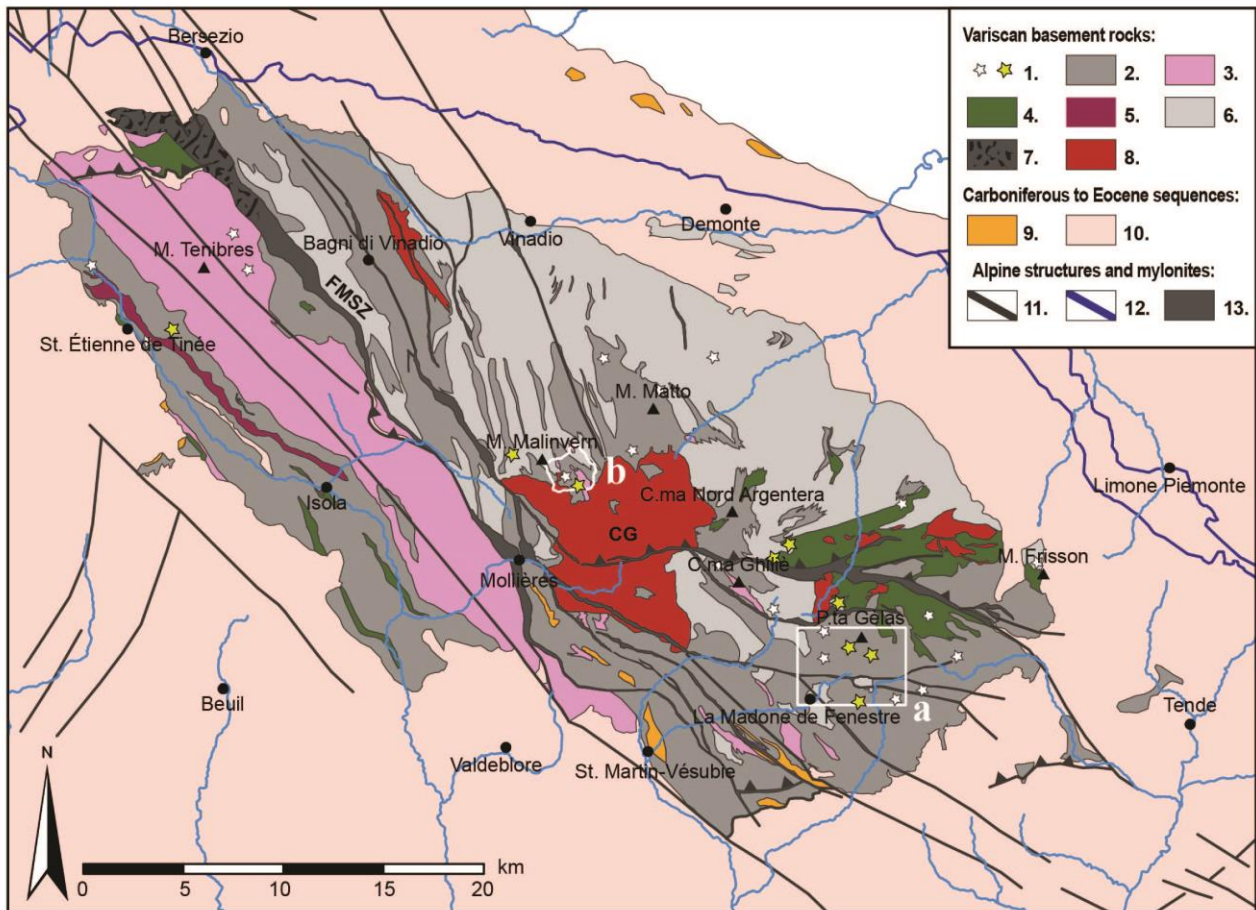 Bersezio
M. Tenibres
Bagni di Vinadio
Vinadio
Demonte
FMSZ
St. Étienne de Tinée
M. Matto
M. Malinvern
b
C.ma Nord Argentera
Limone Piemonte
Isola
CG
Mollières
C.ma Ghiliè
M. Frisson
P.ta Gelas
Beuil
La Madone de Fenestre
a
Tende
Valdeblore
St. Martin-Vésubie
N
km
0 5 10 15 20
Variscan basement rocks:
1. 2. 3.
4. 5. 6.
7. 8.
Carboniferous to Eocene sequences:
9. 10.
Alpine structures and mylonites:
11. 12. 13.